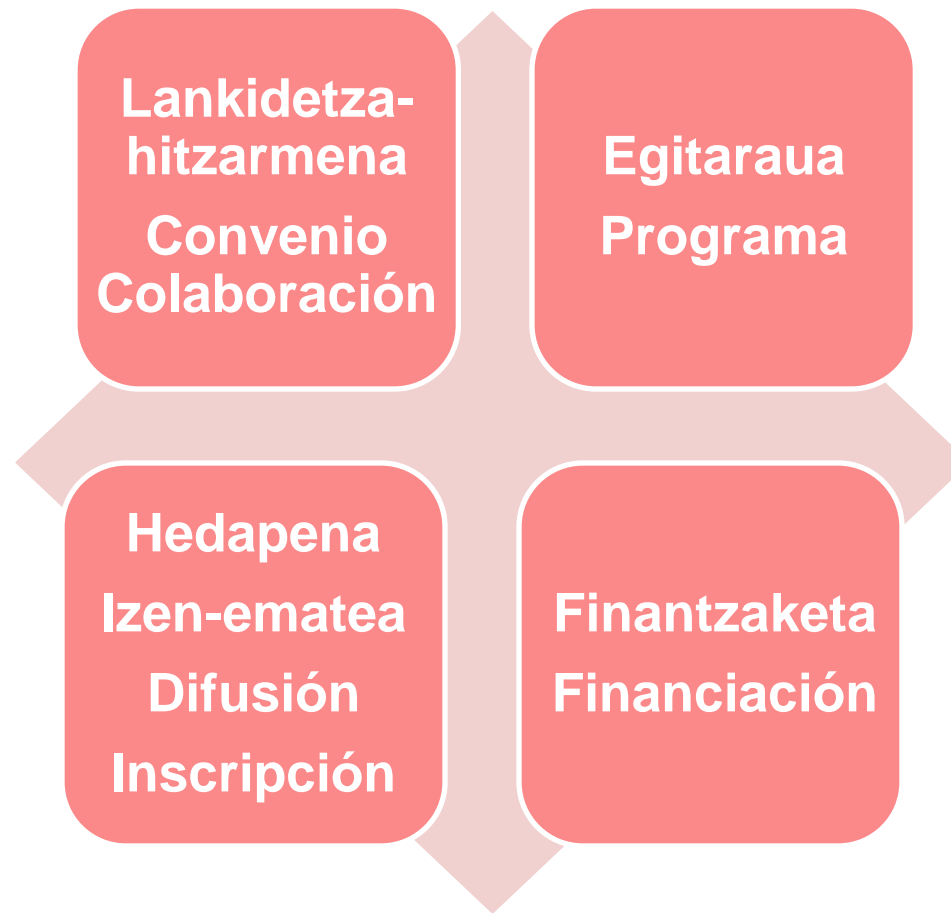 Lankidetza-
hitzarmena
Convenio
Colaboración
Egitaraua
Programa
Hedapena
Izen-ematea
Difusión
Inscripción
Finantzaketa
Financiación